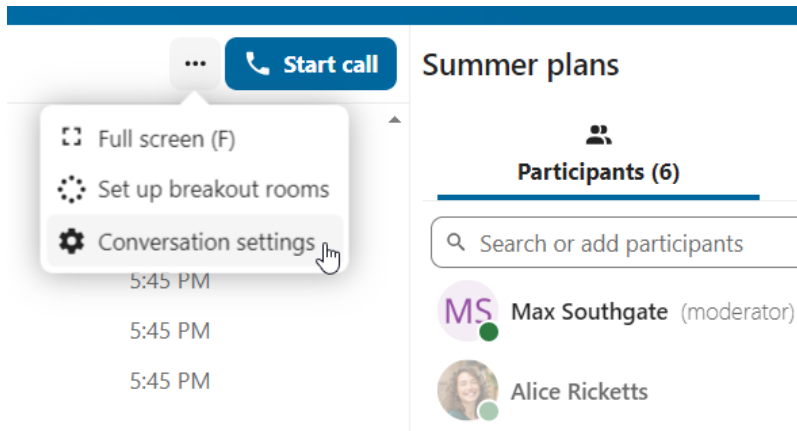 Start call
Full screen (F)
Set up breakout rooms
Conversation settings
5:45 PM
5:45 PM
5:45 PM
Summer plans
Participants (6)
Search or add participants
MS Max Southgate (moderator)
Alice Ricketts